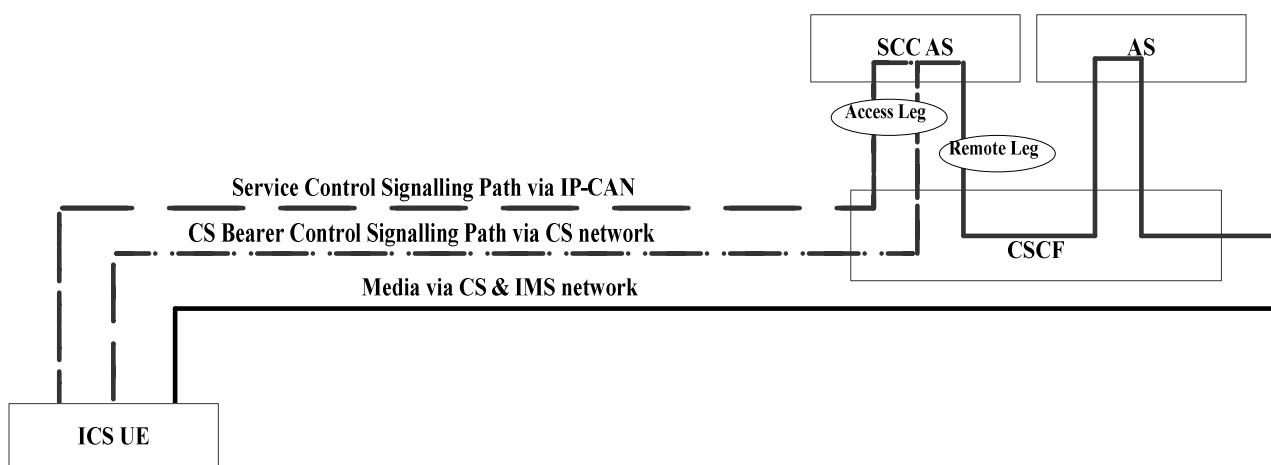 SCC AS
AS
Access Leg
Remote Leg
Service Control Signalling Path via IP-CAN
CS Bearer Control Signalling Path via CS network
CSCF
Media via CS & IMS network
ICS UE